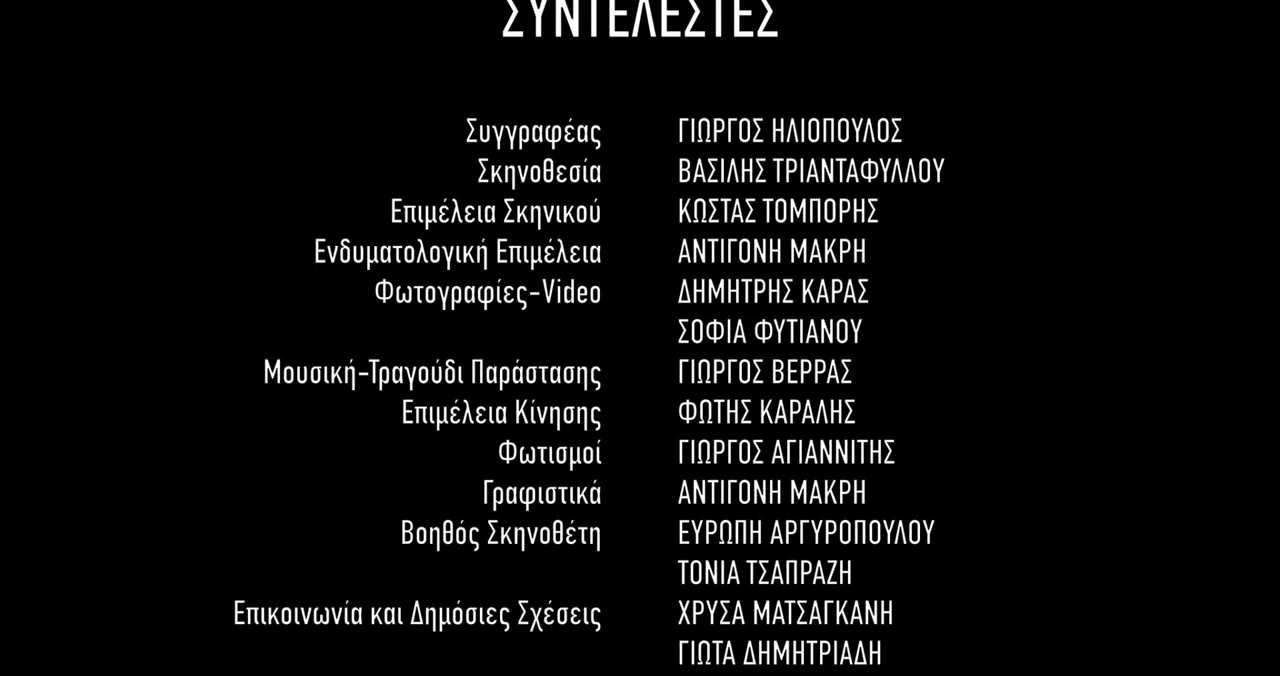 ΣΥΝΤΕΛΕΣΤΕΣ
Συγγραφέας ΓΙΩΡΓΟΣ ΗΛΙΟΠΟΥΛΟΣ
Σκηνοθεσία ΒΑΣΙΛΗΣ ΤΡΙΑΝΤΑΦΥΛΛΟΥ
Επιμέλεια Σκηνικού ΚΩΣΤΑΣ ΤΟΜΠΟΡΗΣ
Ενδυματολογική Επιμέλεια ΑΝΤΙΓΟΝΗ ΜΑΚΡΗ
Φωτογραφίες-Video ΔΗΜΗΤΡΗΣ ΚΑΡΑΣ
ΣΟΦΙΑ ΦΥΤΙΑΝΟΥ
Μουσική-Τραγούδι Παράστασης ΓΙΩΡΓΟΣ ΒΕΡΡΑΣ
Επιμέλεια Κίνησης ΦΩΤΗΣ ΚΑΡΑΛΗΣ
Φωτισμοί ΓΙΩΡΓΟΣ ΑΓΙΑΝΝΙΤΗΣ
Γραφιστικά ΑΝΤΙΓΟΝΗ ΜΑΚΡΗ
Βοηθός Σκηνοθέτη ΕΥΡΩΠΗ ΑΡΓΥΡΟΠΟΥΛΟΥ
ΤΟΝΙΑ ΤΣΑΠΡΑΖΗ
Επικοινωνία και Δημόσιες Σχέσεις ΧΡΥΣΑ ΜΑΤΣΑΓΚΑΝΗ
ΓΙΩΤΑ ΔΗΜΗΤΡΙΑΔΗ